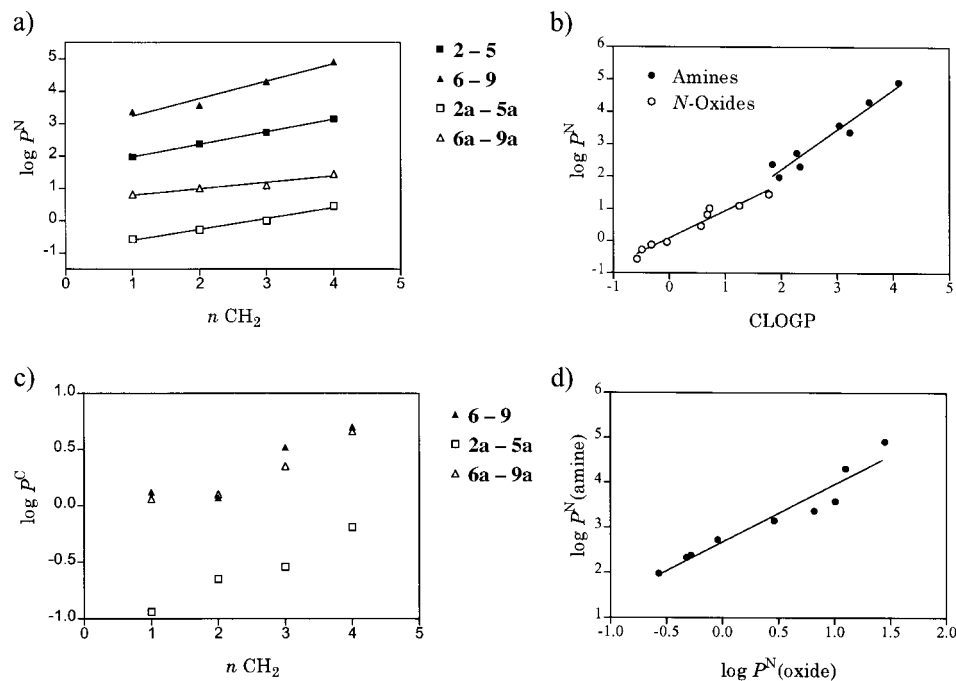 a)
log P^N
5
4
3
2
1
0
-1
0 1 2 3 4 5
n CH₂
■ 2 – 5
▲ 6 – 9
□ 2a – 5a
△ 6a – 9a
b)
log P^N
6
5
4
3
2
1
0
-1
● Amines
○ N-Oxides
-1 0 1 2 3 4 5
CLOGP
c)
log P^C
1.0
0.5
0.0
-0.5
-1.0
0 1 2 3 4 5
n CH₂
▲ 6 – 9
□ 2a – 5a
△ 6a – 9a
d)
log P^N(amine)
6
5
4
3
2
1
-1.0 -0.5 0.0 0.5 1.0 1.5 2.0
log P^N(oxide)